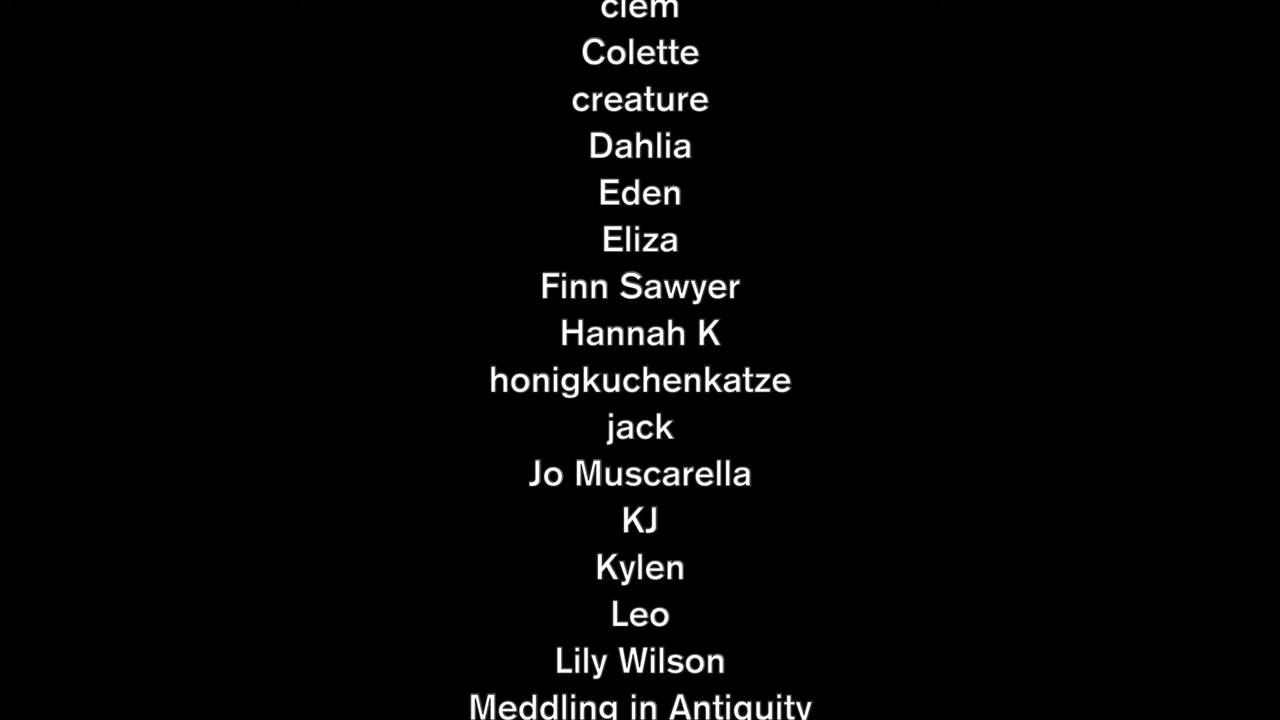 clem
Colette
creature
Dahlia
Eden
Eliza
Finn Sawyer
Hannah K
honigkuchenkatze
jack
Jo Muscarella
KJ
Kylen
Leo
Lily Wilson
Meddling in Antiquity